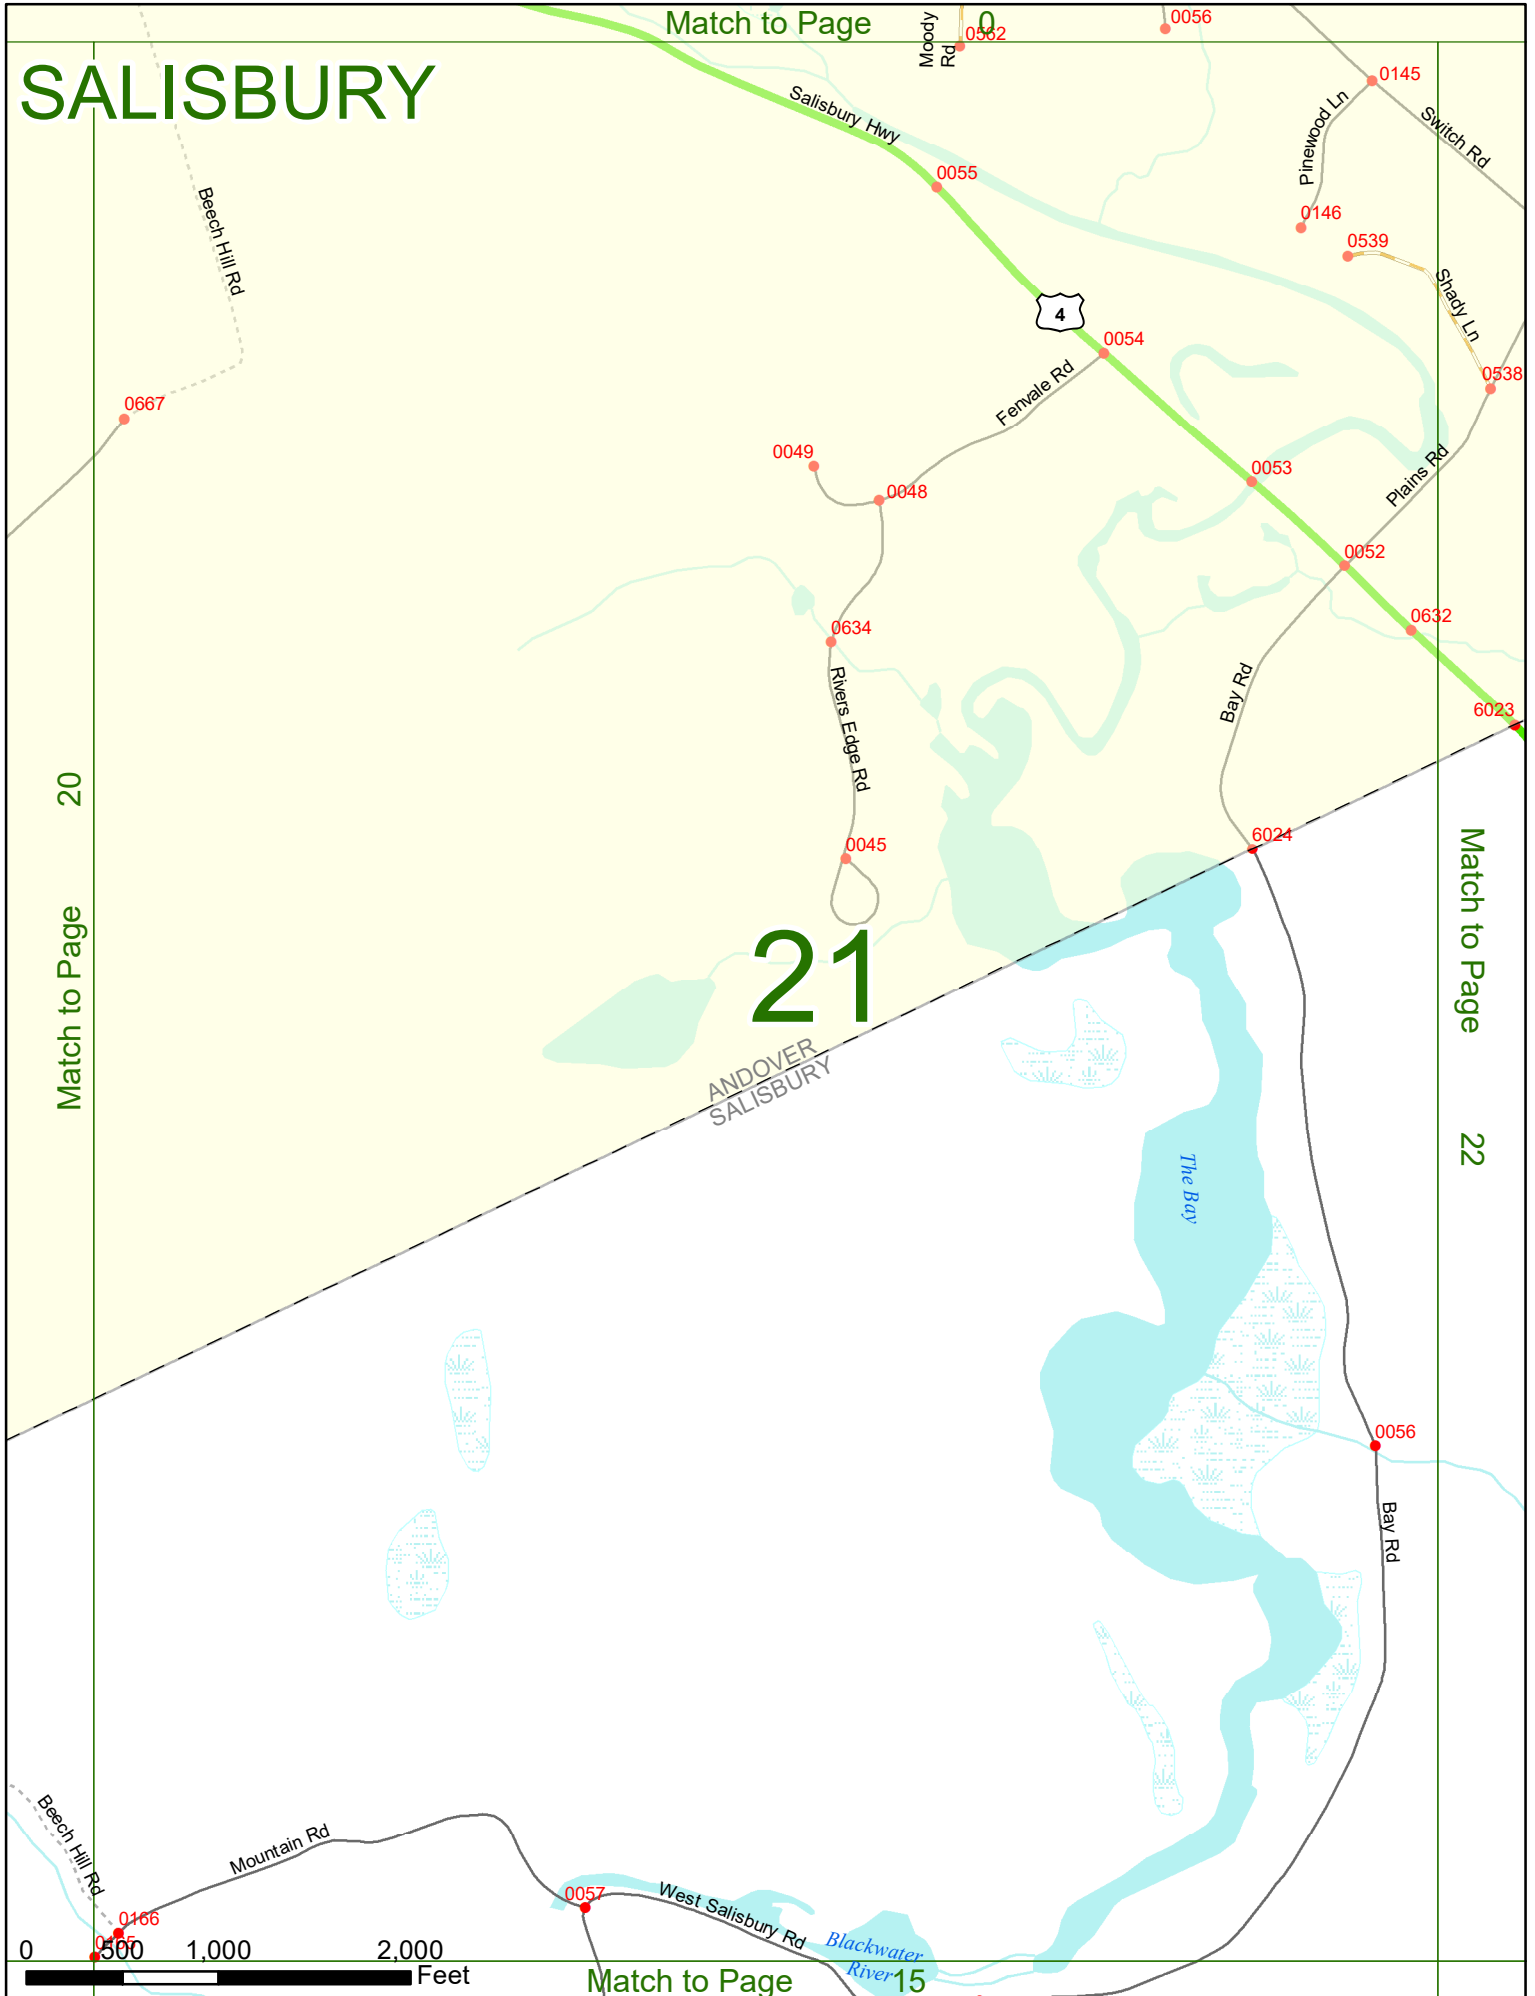 Match to Page 0
Moody
Rd
0562
0056
SALISBURY
0145
Pinewood Ln
Switch Rd
Salisbury Hwy
0055
Beech Hill Rd
0146
0539
Shady Ln
4
0054
0538
Fenvale Rd
0667
0049
0048
0053
Plains Rd
0052
0632
0634
Rivers Edge Rd
Bay Rd
6023
20
Match to Page
6024
0045
Match to Page
22
21
ANDOVER
SALISBURY
The Bay
0056
Bay Rd
Beech Hill Rd
Mountain Rd
0057
West Salisbury Rd
0166
0165
Blackwater
River
0 500 1,000 2,000
Feet
Match to Page 15